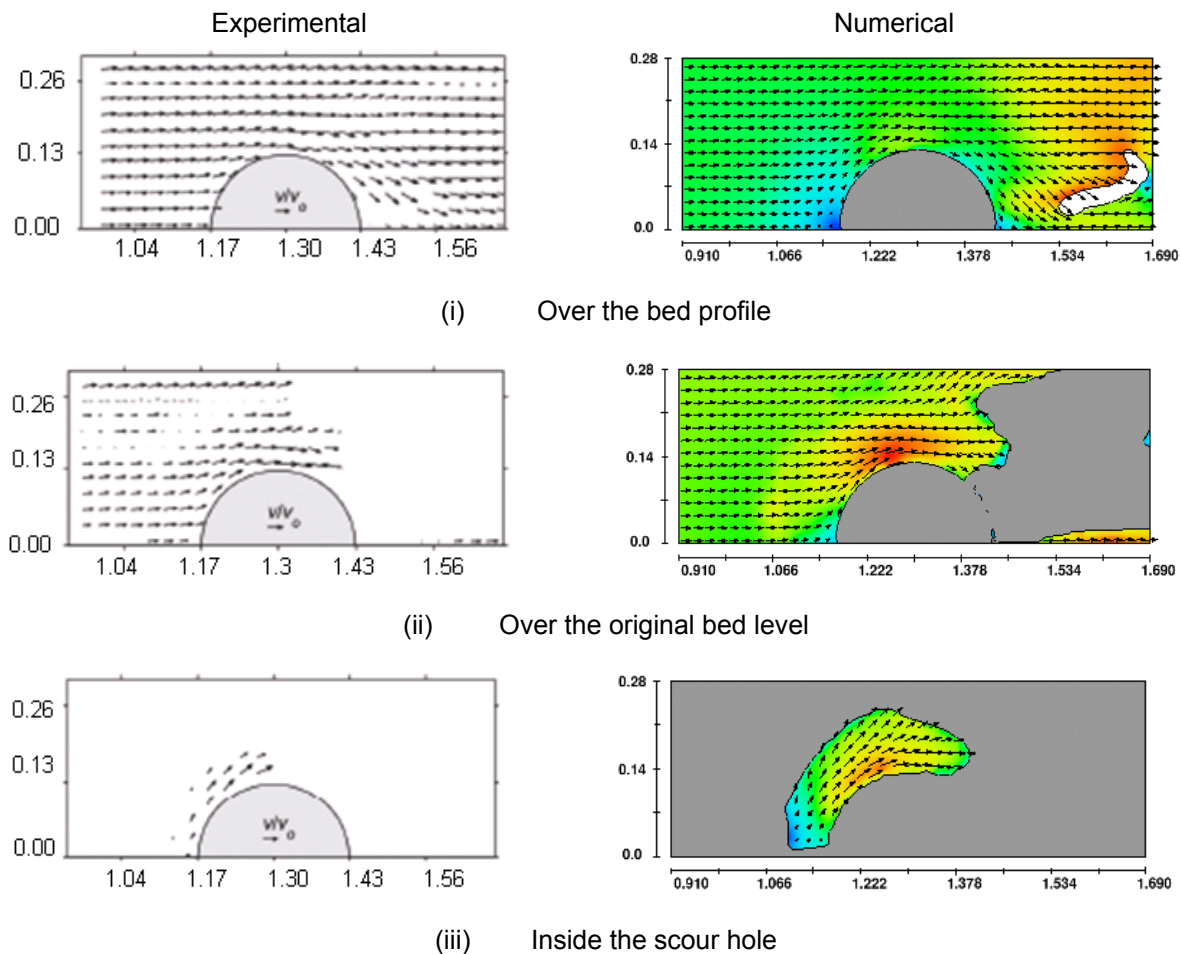 Experimental Numerical
0.26
0.13
0.00
v/v₀
1.04 1.17 1.30 1.43 1.56
0.28
0.14
0.0
0.910 1.066 1.222 1.378 1.534 1.690
(i) Over the bed profile
0.26
0.13
0.00
v/v₀
1.04 1.17 1.3 1.43 1.56
0.28
0.14
0.0
0.910 1.066 1.222 1.378 1.534 1.690
(ii) Over the original bed level
0.26
0.13
0.00
v/v₀
1.04 1.17 1.30 1.43 1.56
0.28
0.14
0.0
0.910 1.066 1.222 1.378 1.534 1.690
(iii) Inside the scour hole